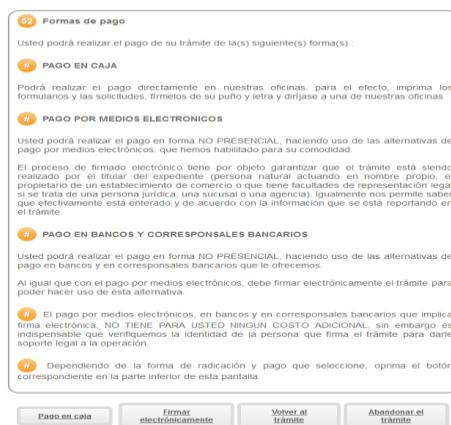 52 Formas de pago
Usted podrá realizar el pago de su trámite de la(s) siguiente(s) forma(s) :
# PAGO EN CAJA
Podrá realizar el pago directamente en nuestras oficinas. para el efecto, imprima los
formularios y las solicitudes, fírmelos de su puño y letra y diríjase a una de nuestras oficinas
# PAGO POR MEDIOS ELECTRONICOS
Usted podrá realizar el pago en forma NO PRESENCIAL, haciendo uso de las alternativas de
pago por medios electrónicos. que hemos habilitado para su comodidad.
El proceso de firmado electrónico tiene por objeto garantizar que el trámite está siendo
realizado por el titular del expediente (persona natural actuando en nombre propio, el
propietario de un establecimiento de comercio o que tiene facultades de representación legal
si se trata de una persona jurídica, una sucusal o una agencia). Igualmente nos permite saber
que efectivamente está enterado y de acuerdo con la información que se está reportando en
el trámite.
# PAGO EN BANCOS Y CORRESPONSALES BANCARIOS
Usted podrá realizar el pago en forma NO PRESENCIAL, haciendo uso de las alternativas de
pago en bancos y en corresponsales bancarios que le ofrecemos.
Al igual que con el pago por medios electrónicos, debe firmar electrónicamente el trámite para
poder hacer uso de esta alternativa.
# El pago por medios electrónicos, en bancos y en corresponsales bancarios que implica
firma electrónica, NO TIENE PARA USTED NINGUN COSTO ADICIONAL, sin embargo es
indispensable que verifiquemos la identidad de la persona que firma el trámite para darle
soporte legal a la operación.
# Dependiendo de la forma de radicación y pago que seleccione, oprima el botón
correspondiente en la parte inferior de esta pantalla.
Pago en caja
Firmar
electrónicamente
Volver al
trámite
Abandonar el
trámite